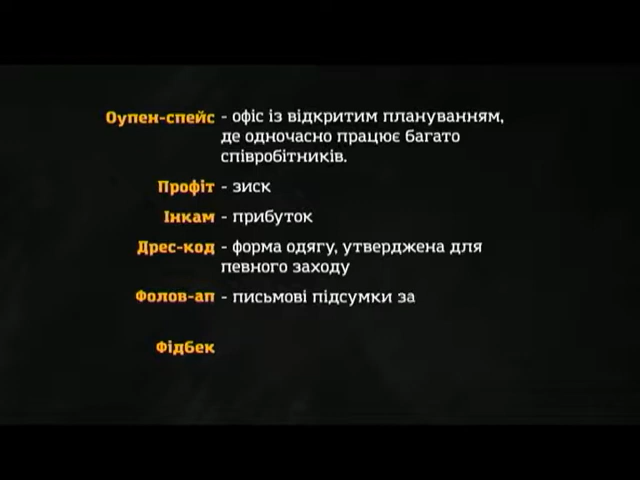 Оупен-спейс - офіс із відкритим плануванням,
де одночасно працює багато
співробітників.
Профіт - зиск
Інкам - прибуток
Дрес-код - форма одягу, утверджена для
певного заходу
Фолов-ап - письмові підсумки за
Фідбек